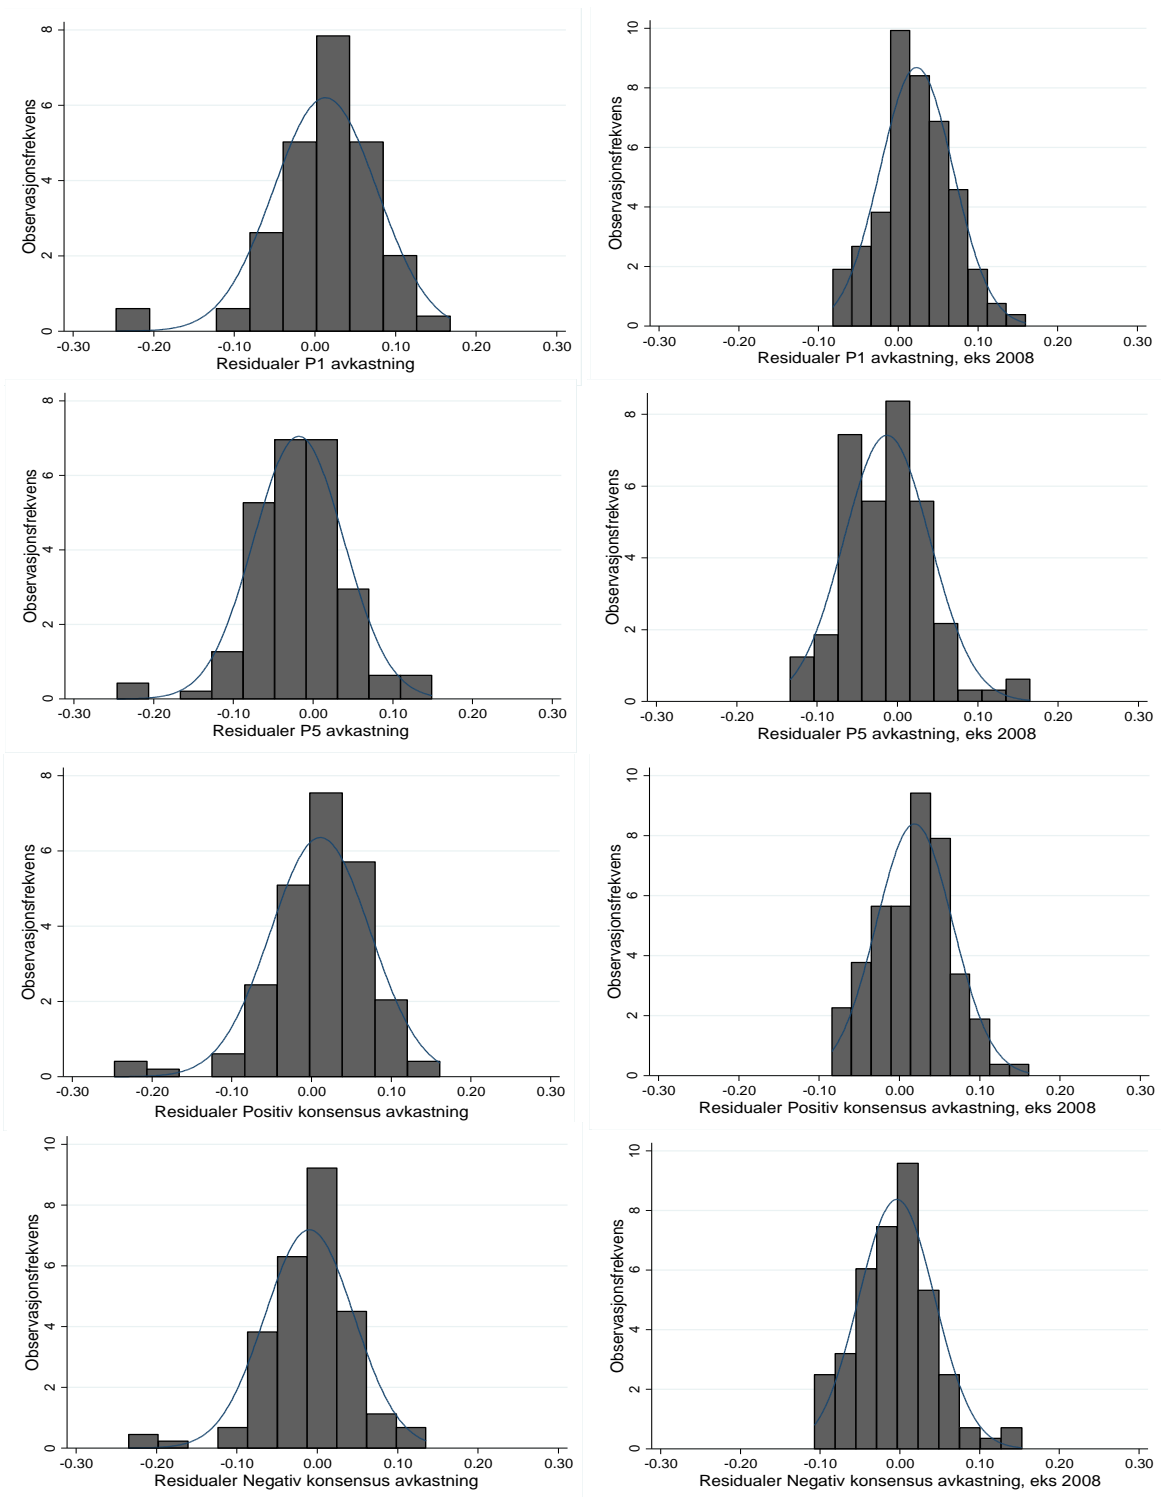 Observasjonsfrekvens
8
6
4
2
0
-0.30 -0.20 -0.10 0.00 0.10 0.20 0.30
Residualer P1 avkastning
Observasjonsfrekvens
10
8
6
4
2
0
-0.30 -0.20 -0.10 0.00 0.10 0.20 0.30
Residualer P1 avkastning, eks 2008
Observasjonsfrekvens
8
6
4
2
0
-0.30 -0.20 -0.10 0.00 0.10 0.20 0.30
Residualer P5 avkastning
Observasjonsfrekvens
8
6
4
2
0
-0.30 -0.20 -0.10 0.00 0.10 0.20 0.30
Residualer P5 avkastning, eks 2008
Observasjonsfrekvens
8
6
4
2
0
-0.30 -0.20 -0.10 0.00 0.10 0.20 0.30
Residualer Positiv konsensus avkastning
Observasjonsfrekvens
10
8
6
4
2
0
-0.30 -0.20 -0.10 0.00 0.10 0.20 0.30
Residualer Positiv konsensus avkastning, eks 2008
Observasjonsfrekvens
10
8
6
4
2
0
-0.30 -0.20 -0.10 0.00 0.10 0.20 0.30
Residualer Negativ konsensus avkastning
Observasjonsfrekvens
10
8
6
4
2
0
-0.30 -0.20 -0.10 0.00 0.10 0.20 0.30
Residualer Negativ konsensus avkastning, eks 2008